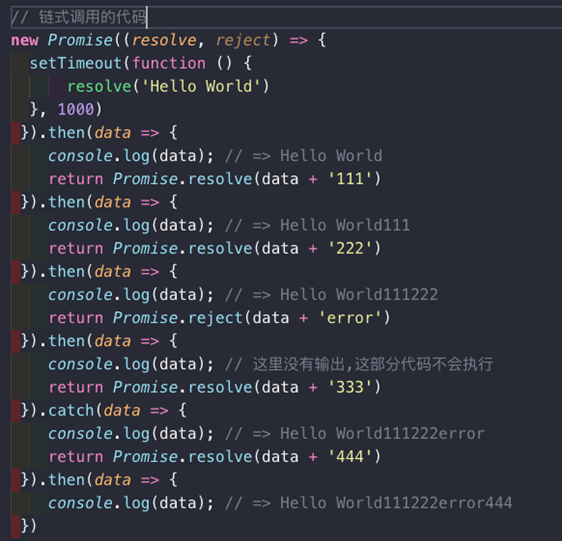 // 链式调用的代码
new Promise((resolve, reject) => {
  setTimeout(function () {
      resolve('Hello World')
  }, 1000)
 }).then(data => {
    console.log(data); // => Hello World
    return Promise.resolve(data + '111')
 }).then(data => {
    console.log(data); // => Hello World111
    return Promise.resolve(data + '222')
 }).then(data => {
    console.log(data); // => Hello World111222
    return Promise.reject(data + 'error')
 }).then(data => {
    console.log(data); // 这里没有输出,这部分代码不会执行
    return Promise.resolve(data + '333')
 }).catch(data => {
    console.log(data); // => Hello World111222error
    return Promise.resolve(data + '444')
 }).then(data => {
    console.log(data); // => Hello World111222error444
 })